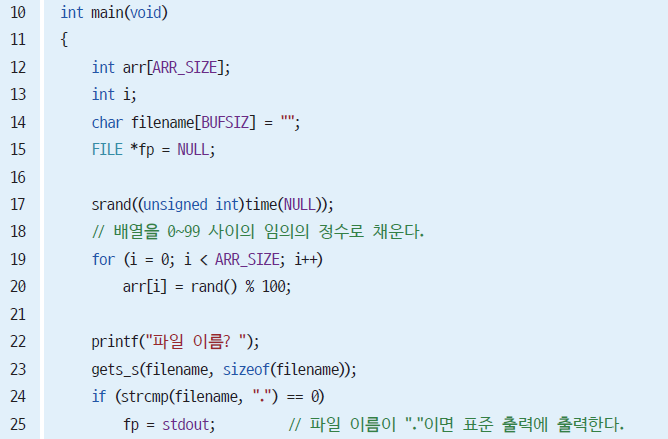 10 int main(void)
11 {
12 int arr[ARR_SIZE];
13 int i;
14 char filename[BUFSIZ] = "";
15 FILE *fp = NULL;
16
17 srand((unsigned int)time(NULL));
18 // 배열을 0~99 사이의 임의의 정수로 채운다.
19 for (i = 0; i < ARR_SIZE; i++)
20 arr[i] = rand() % 100;
21
22 printf("파일 이름? ");
23 gets_s(filename, sizeof(filename));
24 if (strcmp(filename, ".") == 0)
25 fp = stdout; // 파일 이름이 "."이면 표준 출력에 출력한다.